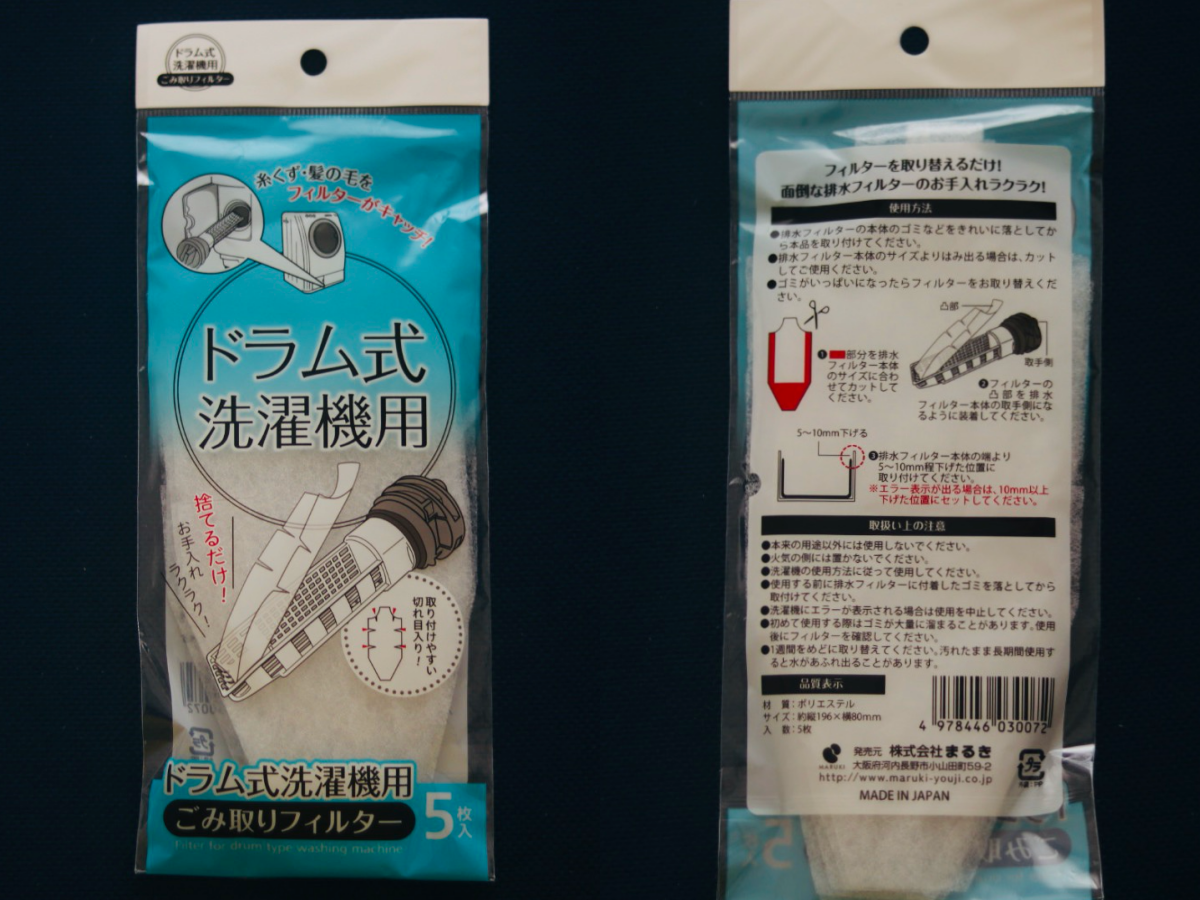 ドラム式
洗濯機用
ごみ取りフィルター
糸くず・髪の毛を
フィルターがキャッチ!
ドラム式
洗濯機用
捨てるだけ!
お手入れ
ラクラク!
取り付けやすい
切れ目入り!
ドラム式洗濯機用
ごみ取りフィルター
5枚入
Filter for drum type washing machine
フィルターを取り替えるだけ!
面倒な排水フィルターのお手入れラクラク!
使用方法
●排水フィルターの本体のゴミなどをきれいに落としてか
ら本品を取り付けてください。
●排水フィルター本体のサイズよりはみ出る場合は、カット
してご使用ください。
●ゴミがいっぱいになったらフィルターをお取り替えくだ
さい。
凸部
取手側
❶部分を排水
フィルター本体
のサイズに合わ
せてカットして
ください。
❷フィルターの
凸部を排水
フィルター本体の取手側にな
るように装着してください。
5〜10mm下げる
❸排水フィルター本体の端より
5〜10mm程下げた位置に
取り付けてください。
※エラー表示が出る場合は、10mm以上
下げた位置にセットしてください。
取扱い上の注意
●本来の用途以外には使用しないでください。
●火気の側には置かないでください。
●洗濯機の使用方法に従って使用してください。
●使用する前に排水フィルターに付着したゴミを落としてから
取付けてください。
●洗濯機にエラーが表示される場合は使用を中止してください。
●初めて使用する際はゴミが大量に溜まることがあります。使用
後にフィルターを確認してください。
●1週間をめどに取り替えてください。汚れたまま長期間使用す
ると水があふれ出ることがあります。
品質表示
材 質:ポリエステル
サイズ:約縦196×横80mm
入 数:5枚
4 978446 030072
MARUKI
発売元 株式会社まるき
大阪府河内長野市小山田町59-2
http://www.maruki-youji.co.jp
MADE IN JAPAN
プラ